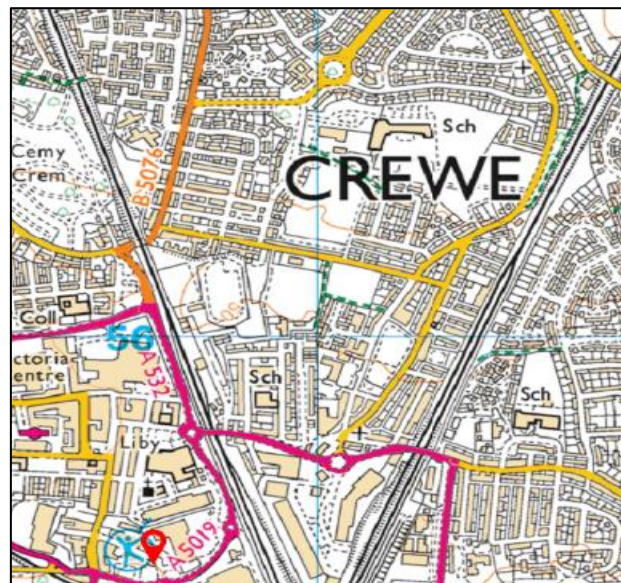 Sch
Cemy
Crem
CREWE
B5076
Coll
56
A 532
ctoria
entre
Sch
Sch
Liby
A5019